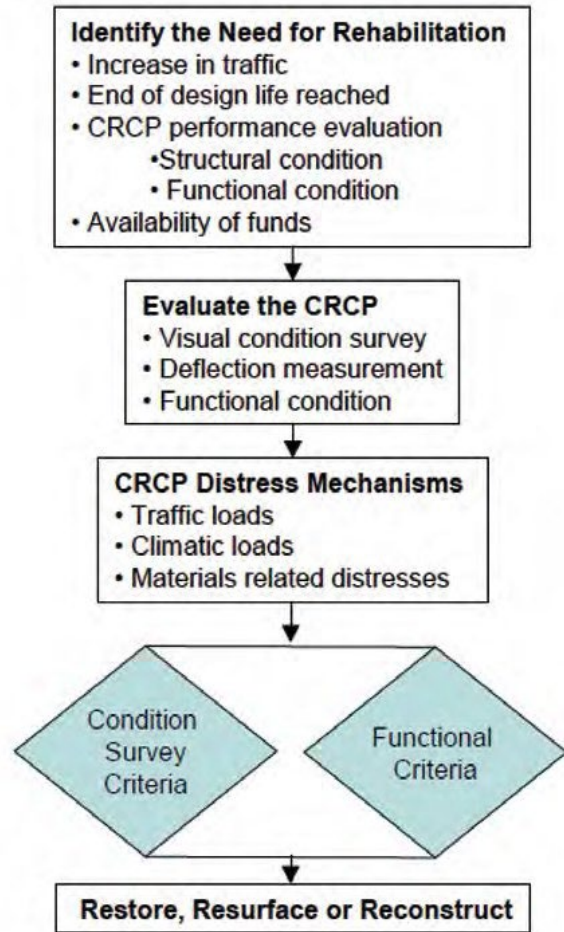 Identify the Need for Rehabilitation
• Increase in traffic
• End of design life reached
• CRCP performance evaluation
•Structural condition
• Functional condition
• Availability of funds
Evaluate the CRCP
• Visual condition survey
• Deflection measurement
• Functional condition
CRCP Distress Mechanisms
• Traffic loads
• Climatic loads
• Materials related distresses
Condition
Survey
Criteria
Functional
Criteria
Restore, Resurface or Reconstruct